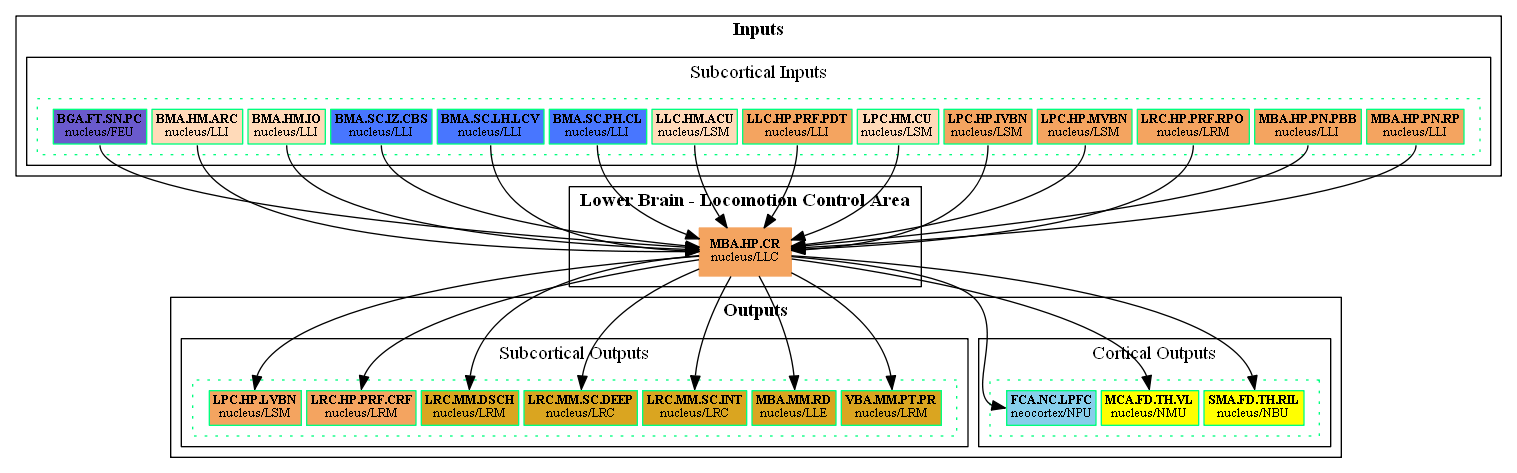 Inputs
Subcortical Inputs
BGA.FT.SN.PC BMA.HM.ARC BMA.HM.IO BMA.SC.IZ.CBS BMA.SC.LH.LCV BMA.SC.PH.CL LLC.HM.ACU LLC.HP.PRF.PDT LPC.HM.CU LPC.HP.IVBN LPC.HP.MVBN LRC.HP.PRF.RPO MBA.HP.PN.PBB MBA.HP.PN.RP
nucleus/FEU nucleus/LLI nucleus/LLI nucleus/LLI nucleus/LLI nucleus/LLI nucleus/LSM nucleus/LLI nucleus/LSM nucleus/LSM nucleus/LSM nucleus/LRM nucleus/LLI nucleus/LLI
Lower Brain - Locomotion Control Area
MBA.HP.CR
nucleus/LLC
Outputs
Subcortical Outputs Cortical Outputs
LPC.HP.LVBN LRC.HP.PRF.CRF LRC.MM.DSCH LRC.MM.SC.DEEP LRC.MM.SC.INT MBA.MM.RD VBA.MM.PT.PR FCA.NC.LPFC MCA.FD.TH.VL SMA.FD.TH.RIL
nucleus/LSM nucleus/LRM nucleus/LRM nucleus/LRC nucleus/LRC nucleus/LLE nucleus/LRM neocortex/NPU nucleus/NMU nucleus/NBU